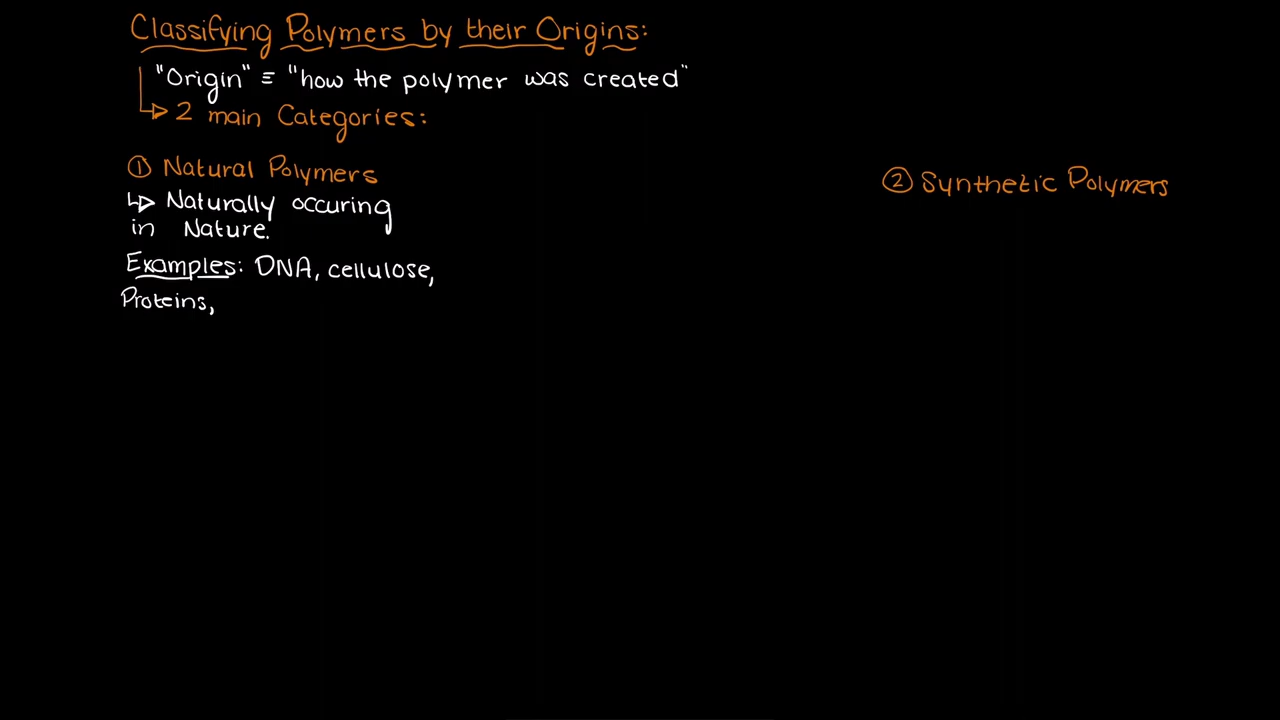 Classifying Polymers by their Origins:
"Origin" ≡ "how the polymer was created"
↳ 2 main Categories:
① Natural Polymers
↳ Naturally occuring
in Nature.
Examples: DNA, cellulose,
Proteins,
② Synthetic Polymers